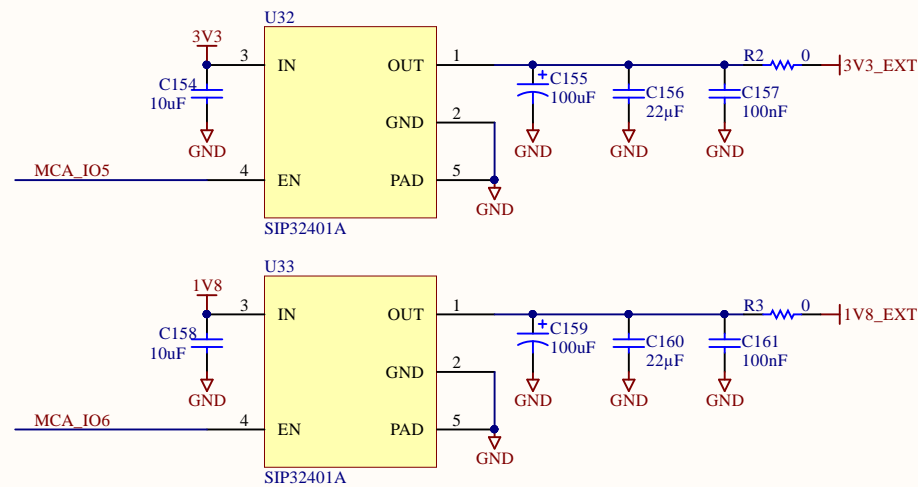 U32
3V3
3
IN
OUT
1
R2
0
3V3_EXT
C154
10uF
C155
100uF
C156
22µF
C157
100nF
GND
2
GND
GND
GND
GND
MCA_IO5
4
EN
PAD
5
GND
SIP32401A
U33
1V8
3
IN
OUT
1
R3
0
1V8_EXT
C158
10uF
C159
100uF
C160
22µF
C161
100nF
GND
2
GND
GND
GND
GND
MCA_IO6
4
EN
PAD
5
GND
SIP32401A